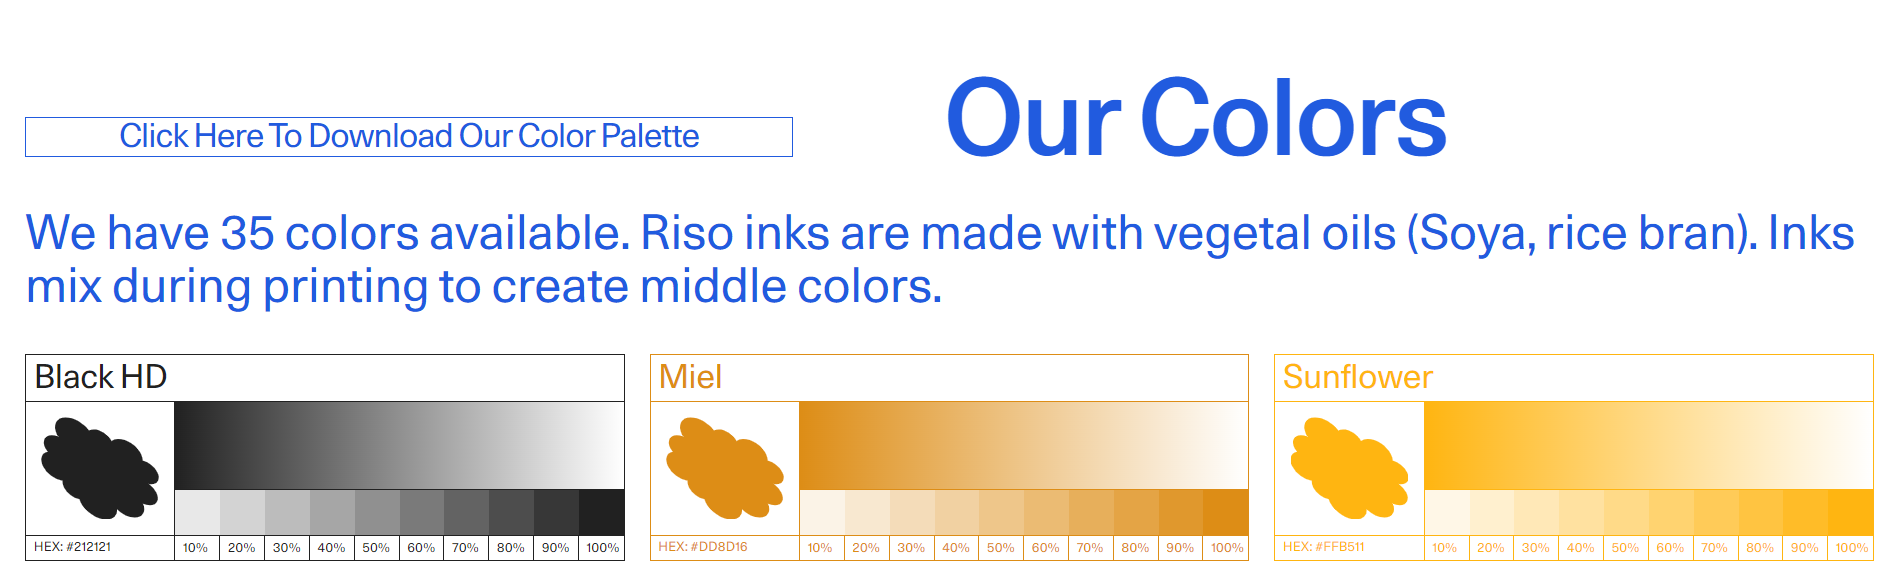 Our Colors
Click Here To Download Our Color Palette
We have 35 colors available. Riso inks are made with vegetal oils (Soya, rice bran). Inks
mix during printing to create middle colors.
Black HD
HEX: #212121
10% 20% 30% 40% 50% 60% 70% 80% 90% 100%
Miel
HEX: #DD8D16
10% 20% 30% 40% 50% 60% 70% 80% 90% 100%
Sunflower
HEX: #FFB511
10% 20% 30% 40% 50% 60% 70% 80% 90% 100%